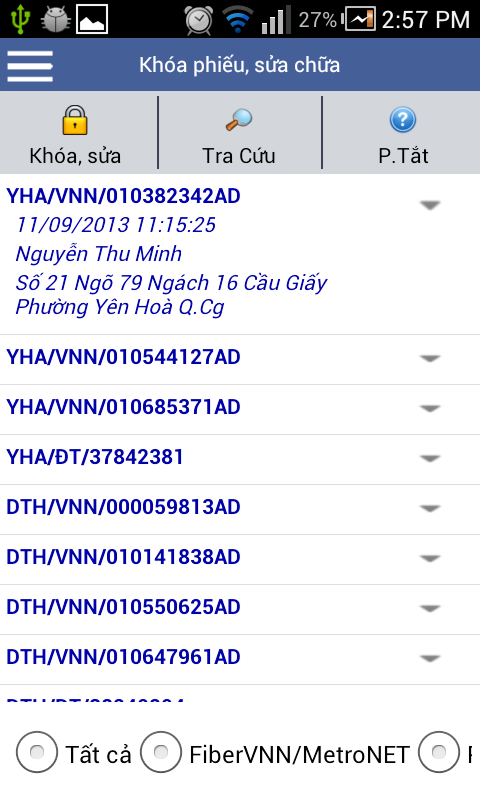 27% 2:57 PM
Khóa phiếu, sửa chữa
Khóa, sửa Tra Cứu P.Tắt
YHA/VNN/010382342AD
11/09/2013 11:15:25
Nguyễn Thu Minh
Số 21 Ngõ 79 Ngách 16 Cầu Giấy
Phường Yên Hoà Q.Cg
YHA/VNN/010544127AD
YHA/VNN/010685371AD
YHA/ĐT/37842381
DTH/VNN/000059813AD
DTH/VNN/010141838AD
DTH/VNN/010550625AD
DTH/VNN/010647961AD
Tất cả FiberVNN/MetroNET